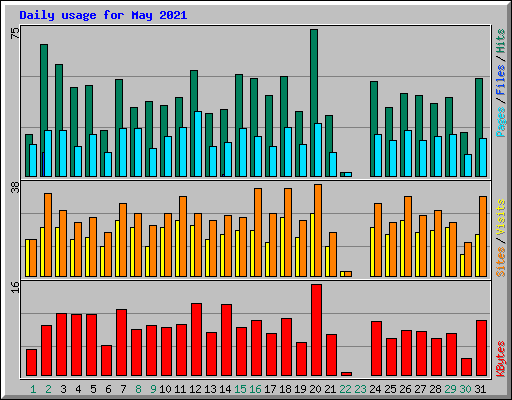 Daily usage for May 2021
75
38
16
Pages / Files / Hits
Sites / Visits
KBytes
1 2 3 4 5 6 7 8 9 10 11 12 13 14 15 16 17 18 19 20 21 22 23 24 25 26 27 28 29 30 31